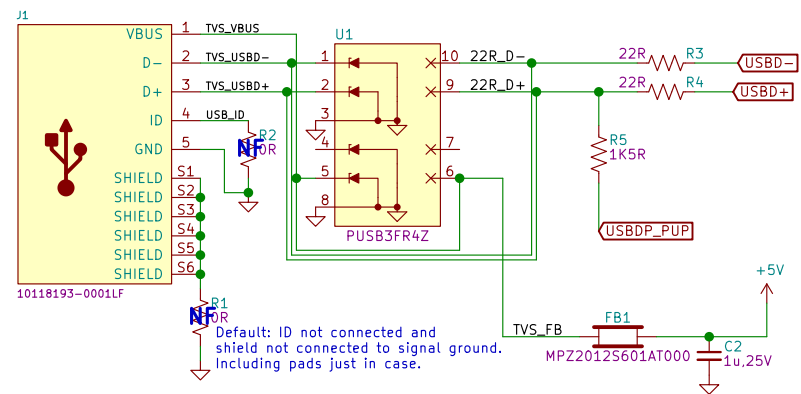 J1
VBUS 1 TVS_VBUS
D- 2 TVS_USBD-
D+ 3 TVS_USBD+
ID 4 USB_ID
GND 5
SHIELD S1
SHIELD S2
SHIELD S3
SHIELD S4
SHIELD S5
SHIELD S6
10118193-0001LF
R2
0R
NF
R1
0R
NF
Default: ID not connected and
shield not connected to signal ground.
Including pads just in case.
U1
1 10 22R_D-
2 9 22R_D+
3
4 7
5 6
8
PUSB3FR4Z
22R R3 USBD-
22R R4 USBD+
R5
1K5R
USBDP_PUP
+5V
TVS_FB
FB1
MPZ2012S601AT000
C2
1u,25V